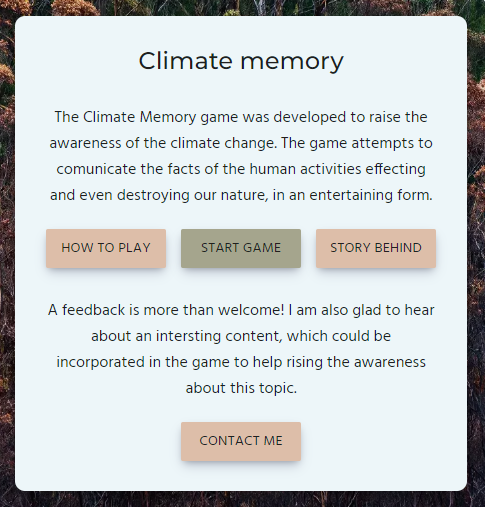 Climate memory
The Climate Memory game was developed to raise the
awareness of the climate change. The game attempts to
comunicate the facts of the human activities effecting
and even destroying our nature, in an entertaining form.
HOW TO PLAY START GAME STORY BEHIND
A feedback is more than welcome! I am also glad to hear
about an intersting content, which could be
incorporated in the game to help rising the awareness
about this topic.
CONTACT ME